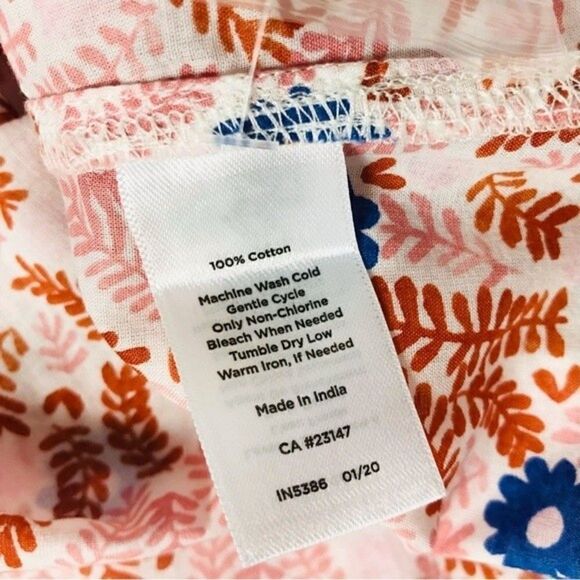 100% Cotton
Machine Wash Cold
Gentle Cycle
Only Non-Chlorine
Bleach When Needed
Tumble Dry Low
Warm Iron, If Needed
Made in India
CA #23147
IN5386 01/20